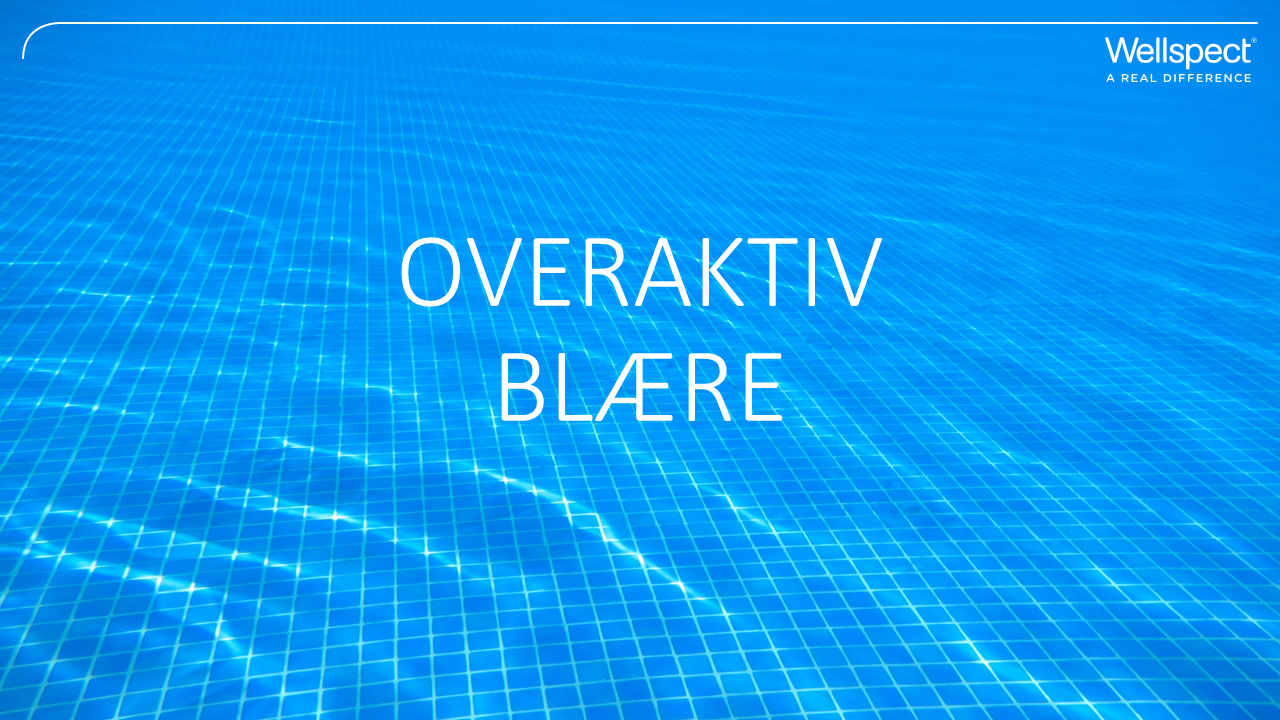 Wellspect®
A REAL DIFFERENCE
OVERAKTIV
BLÆRE